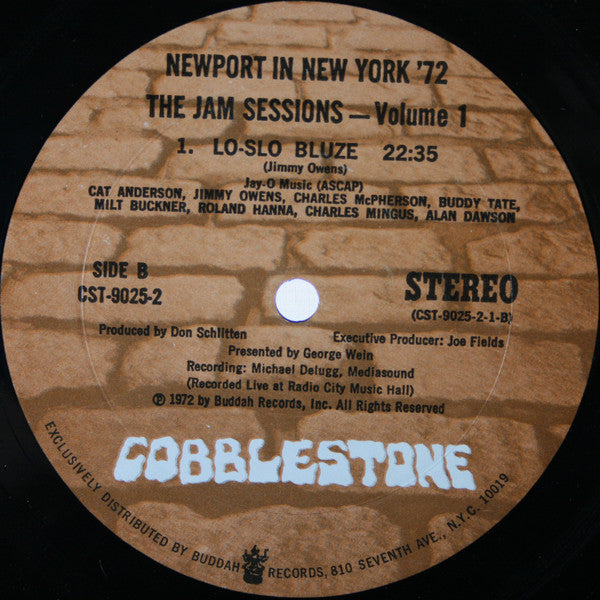 NEWPORT IN NEW YORK '72
THE JAM SESSIONS — Volume 1
1. LO-SLO BLUZE 22:35
(Jimmy Owens)
Jay-O Music (ASCAP)
CAT ANDERSON, JIMMY OWENS, CHARLES McPHERSON, BUDDY TATE,
MILT BUCKNER, ROLAND HANNA, CHARLES MINGUS, ALAN DAWSON
SIDE B
CST-9025-2
STEREO
(CST-9025-2-1-B)
Produced by Don Schlitten
Executive Producer: Joe Fields
Presented by George Wein
Recording: Michael Delugg, Mediasound
(Recorded Live at Radio City Music Hall)
℗ 1972 by Buddah Records, Inc. All Rights Reserved
COBBLESTONE
EXCLUSIVELY DISTRIBUTED BY BUDDAH RECORDS, 810 SEVENTH AVE., N.Y.C. 10019